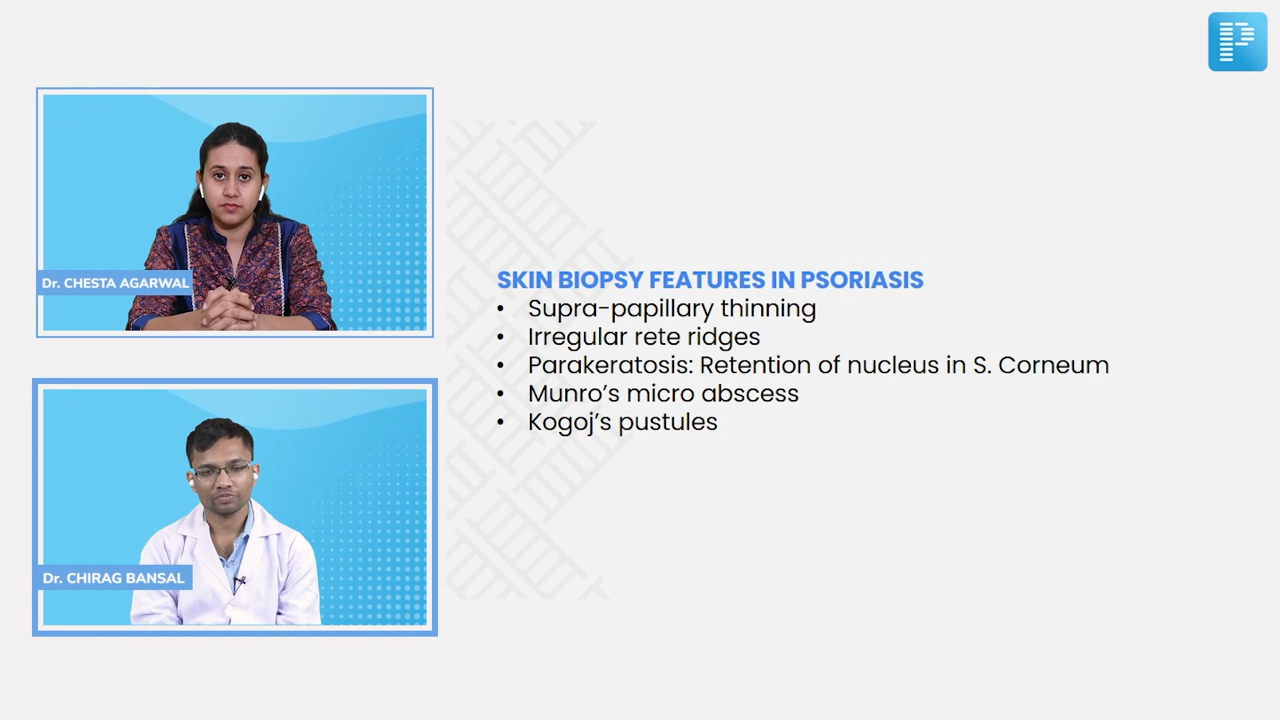 Dr. CHESTA AGARWAL
Dr. CHIRAG BANSAL
SKIN BIOPSY FEATURES IN PSORIASIS
• Supra-papillary thinning
• Irregular rete ridges
• Parakeratosis: Retention of nucleus in S. Corneum
• Munro's micro abscess
• Kogoj's pustules